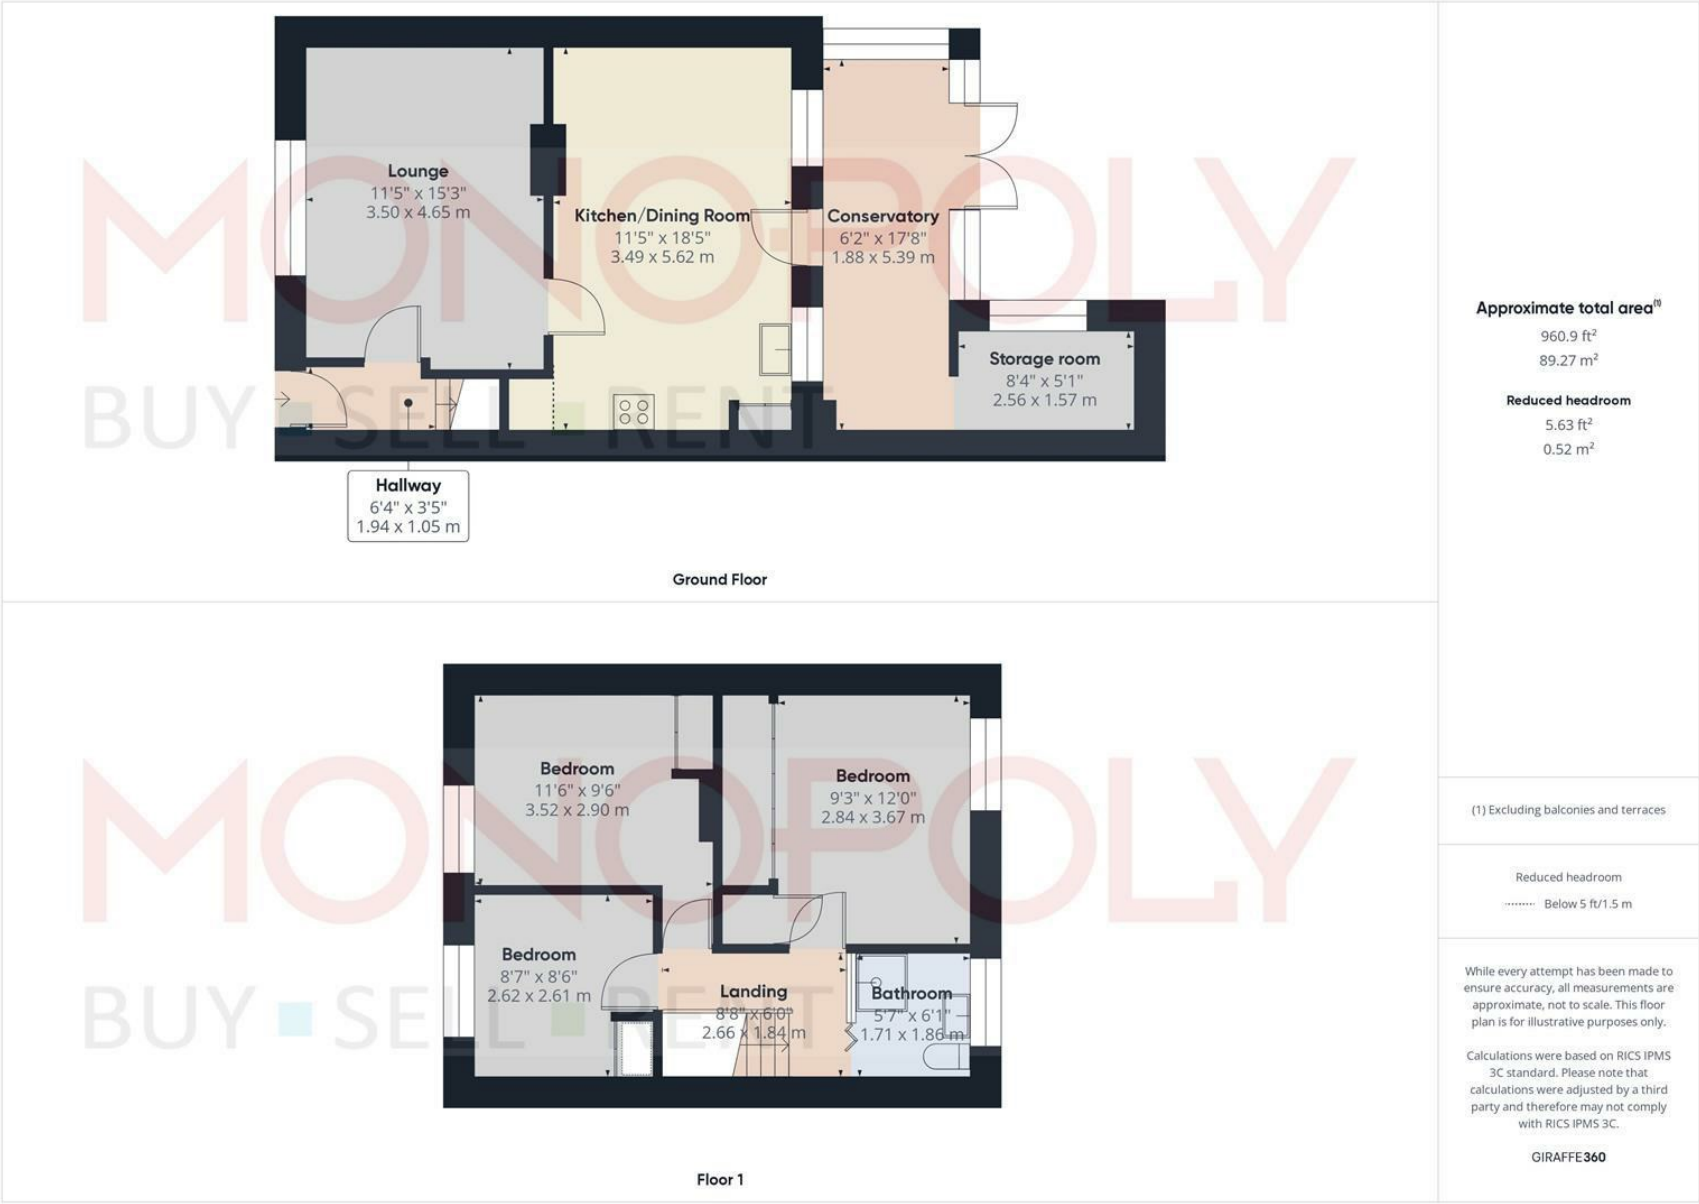 MONOPOLY
BUY SELL RENT
Lounge
11'5" x 15'3"
3.50 x 4.65 m
Kitchen/Dining Room
11'5" x 18'5"
3.49 x 5.62 m
Conservatory
6'2" x 17'8"
1.88 x 5.39 m
Storage room
8'4" x 5'1"
2.56 x 1.57 m
Hallway
6'4" x 3'5"
1.94 x 1.05 m
Ground Floor
MONOPOLY
BUY SELL RENT
Bedroom
11'6" x 9'6"
3.52 x 2.90 m
Bedroom
9'3" x 12'0"
2.84 x 3.67 m
Bedroom
8'7" x 8'6"
2.62 x 2.61 m
Landing
8'8" x 6'0"
2.66 x 1.84 m
Bathroom
5'7" x 6'1"
1.71 x 1.86 m
Floor 1
Approximate total area(1)
960.9 ft²
89.27 m²
Reduced headroom
5.63 ft²
0.52 m²
(1) Excluding balconies and terraces
Reduced headroom
Below 5 ft/1.5 m
While every attempt has been made to
ensure accuracy, all measurements are
approximate, not to scale. This floor
plan is for illustrative purposes only.
Calculations were based on RICS IPMS
3C standard. Please note that
calculations were adjusted by a third
party and therefore may not comply
with RICS IPMS 3C.
GIRAFFE360